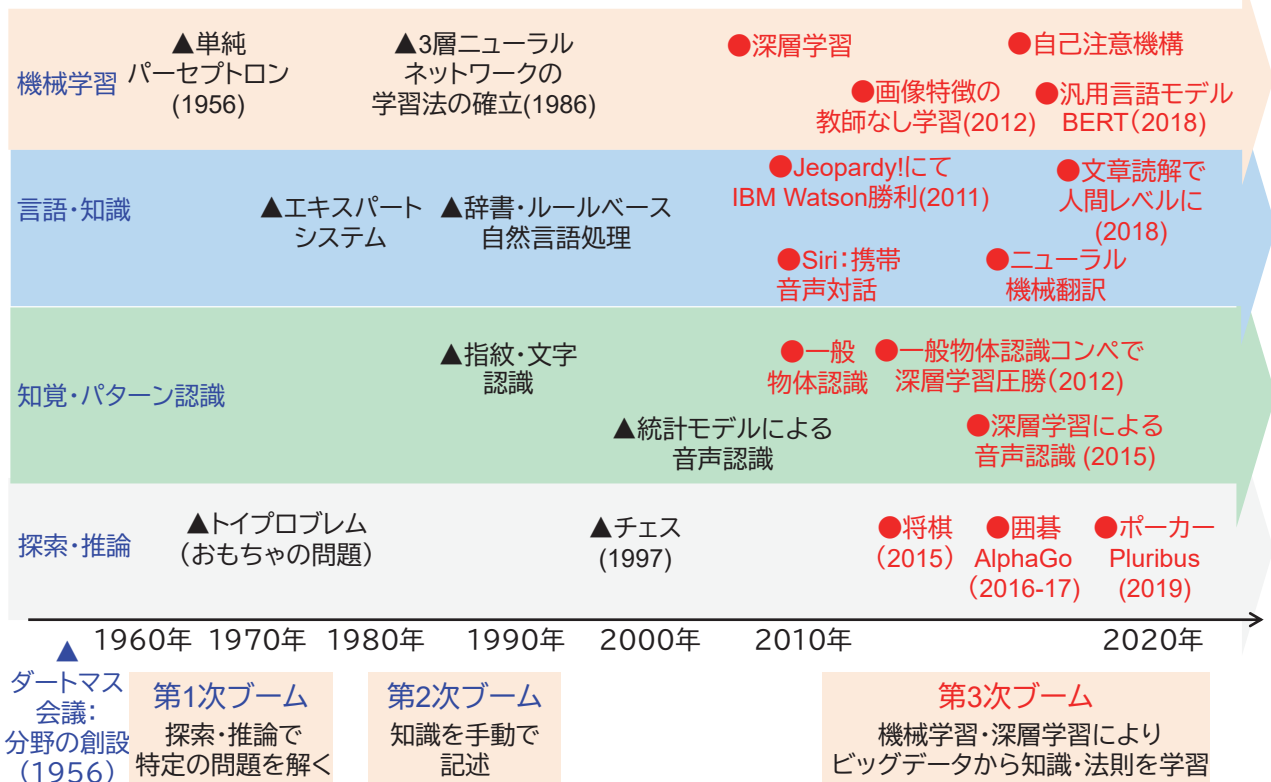 機械学習
▲単純
パーセプトロン
(1956)
▲3層ニューラル
ネットワークの
学習法の確立(1986)
●深層学習
●画像特徴の
教師なし学習(2012)
●自己注意機構
●汎用言語モデル
BERT(2018)
言語・知識
▲エキスパート
システム
▲辞書・ルールベース
自然言語処理
●Jeopardy!にて
IBM Watson勝利(2011)
●Siri：携帯
音声対話
●文章読解で
人間レベルに
(2018)
●ニューラル
機械翻訳
知覚・パターン認識
▲指紋・文字
認識
▲統計モデルによる
音声認識
●一般
物体認識
●一般物体認識コンペで
深層学習圧勝(2012)
●深層学習による
音声認識 (2015)
探索・推論
▲トイプロブレム
（おもちゃの問題）
▲チェス
(1997)
●将棋
（2015）
●囲碁
AlphaGo
（2016-17）
●ポーカー
Pluribus
(2019)
1960年 1970年 1980年 1990年 2000年 2010年 2020年
▲
ダートマス
会議：
分野の創設
（1956）
第1次ブーム
探索・推論で
特定の問題を解く
第2次ブーム
知識を手動で
記述
第3次ブーム
機械学習・深層学習により
ビッグデータから知識・法則を学習